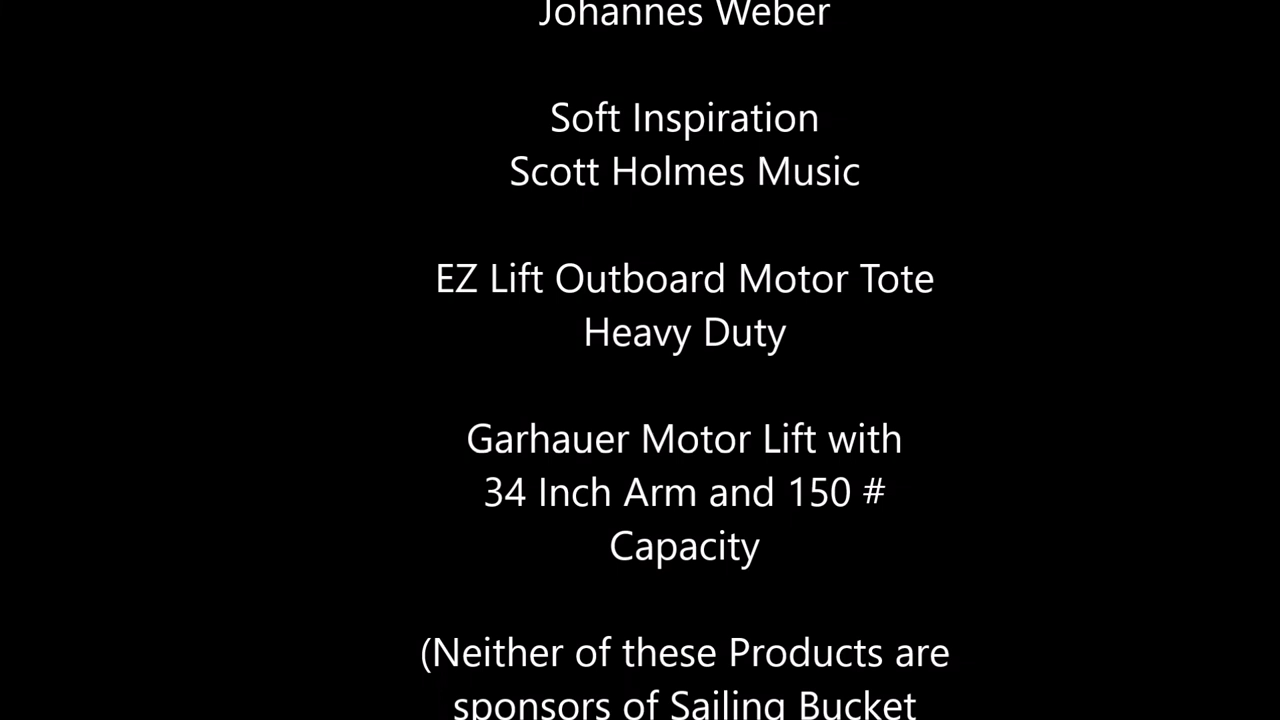 Johannes Weber
Soft Inspiration
Scott Holmes Music
EZ Lift Outboard Motor Tote
Heavy Duty
Garhauer Motor Lift with
34 Inch Arm and 150 #
Capacity
(Neither of these Products are
sponsors of Sailing Bucket